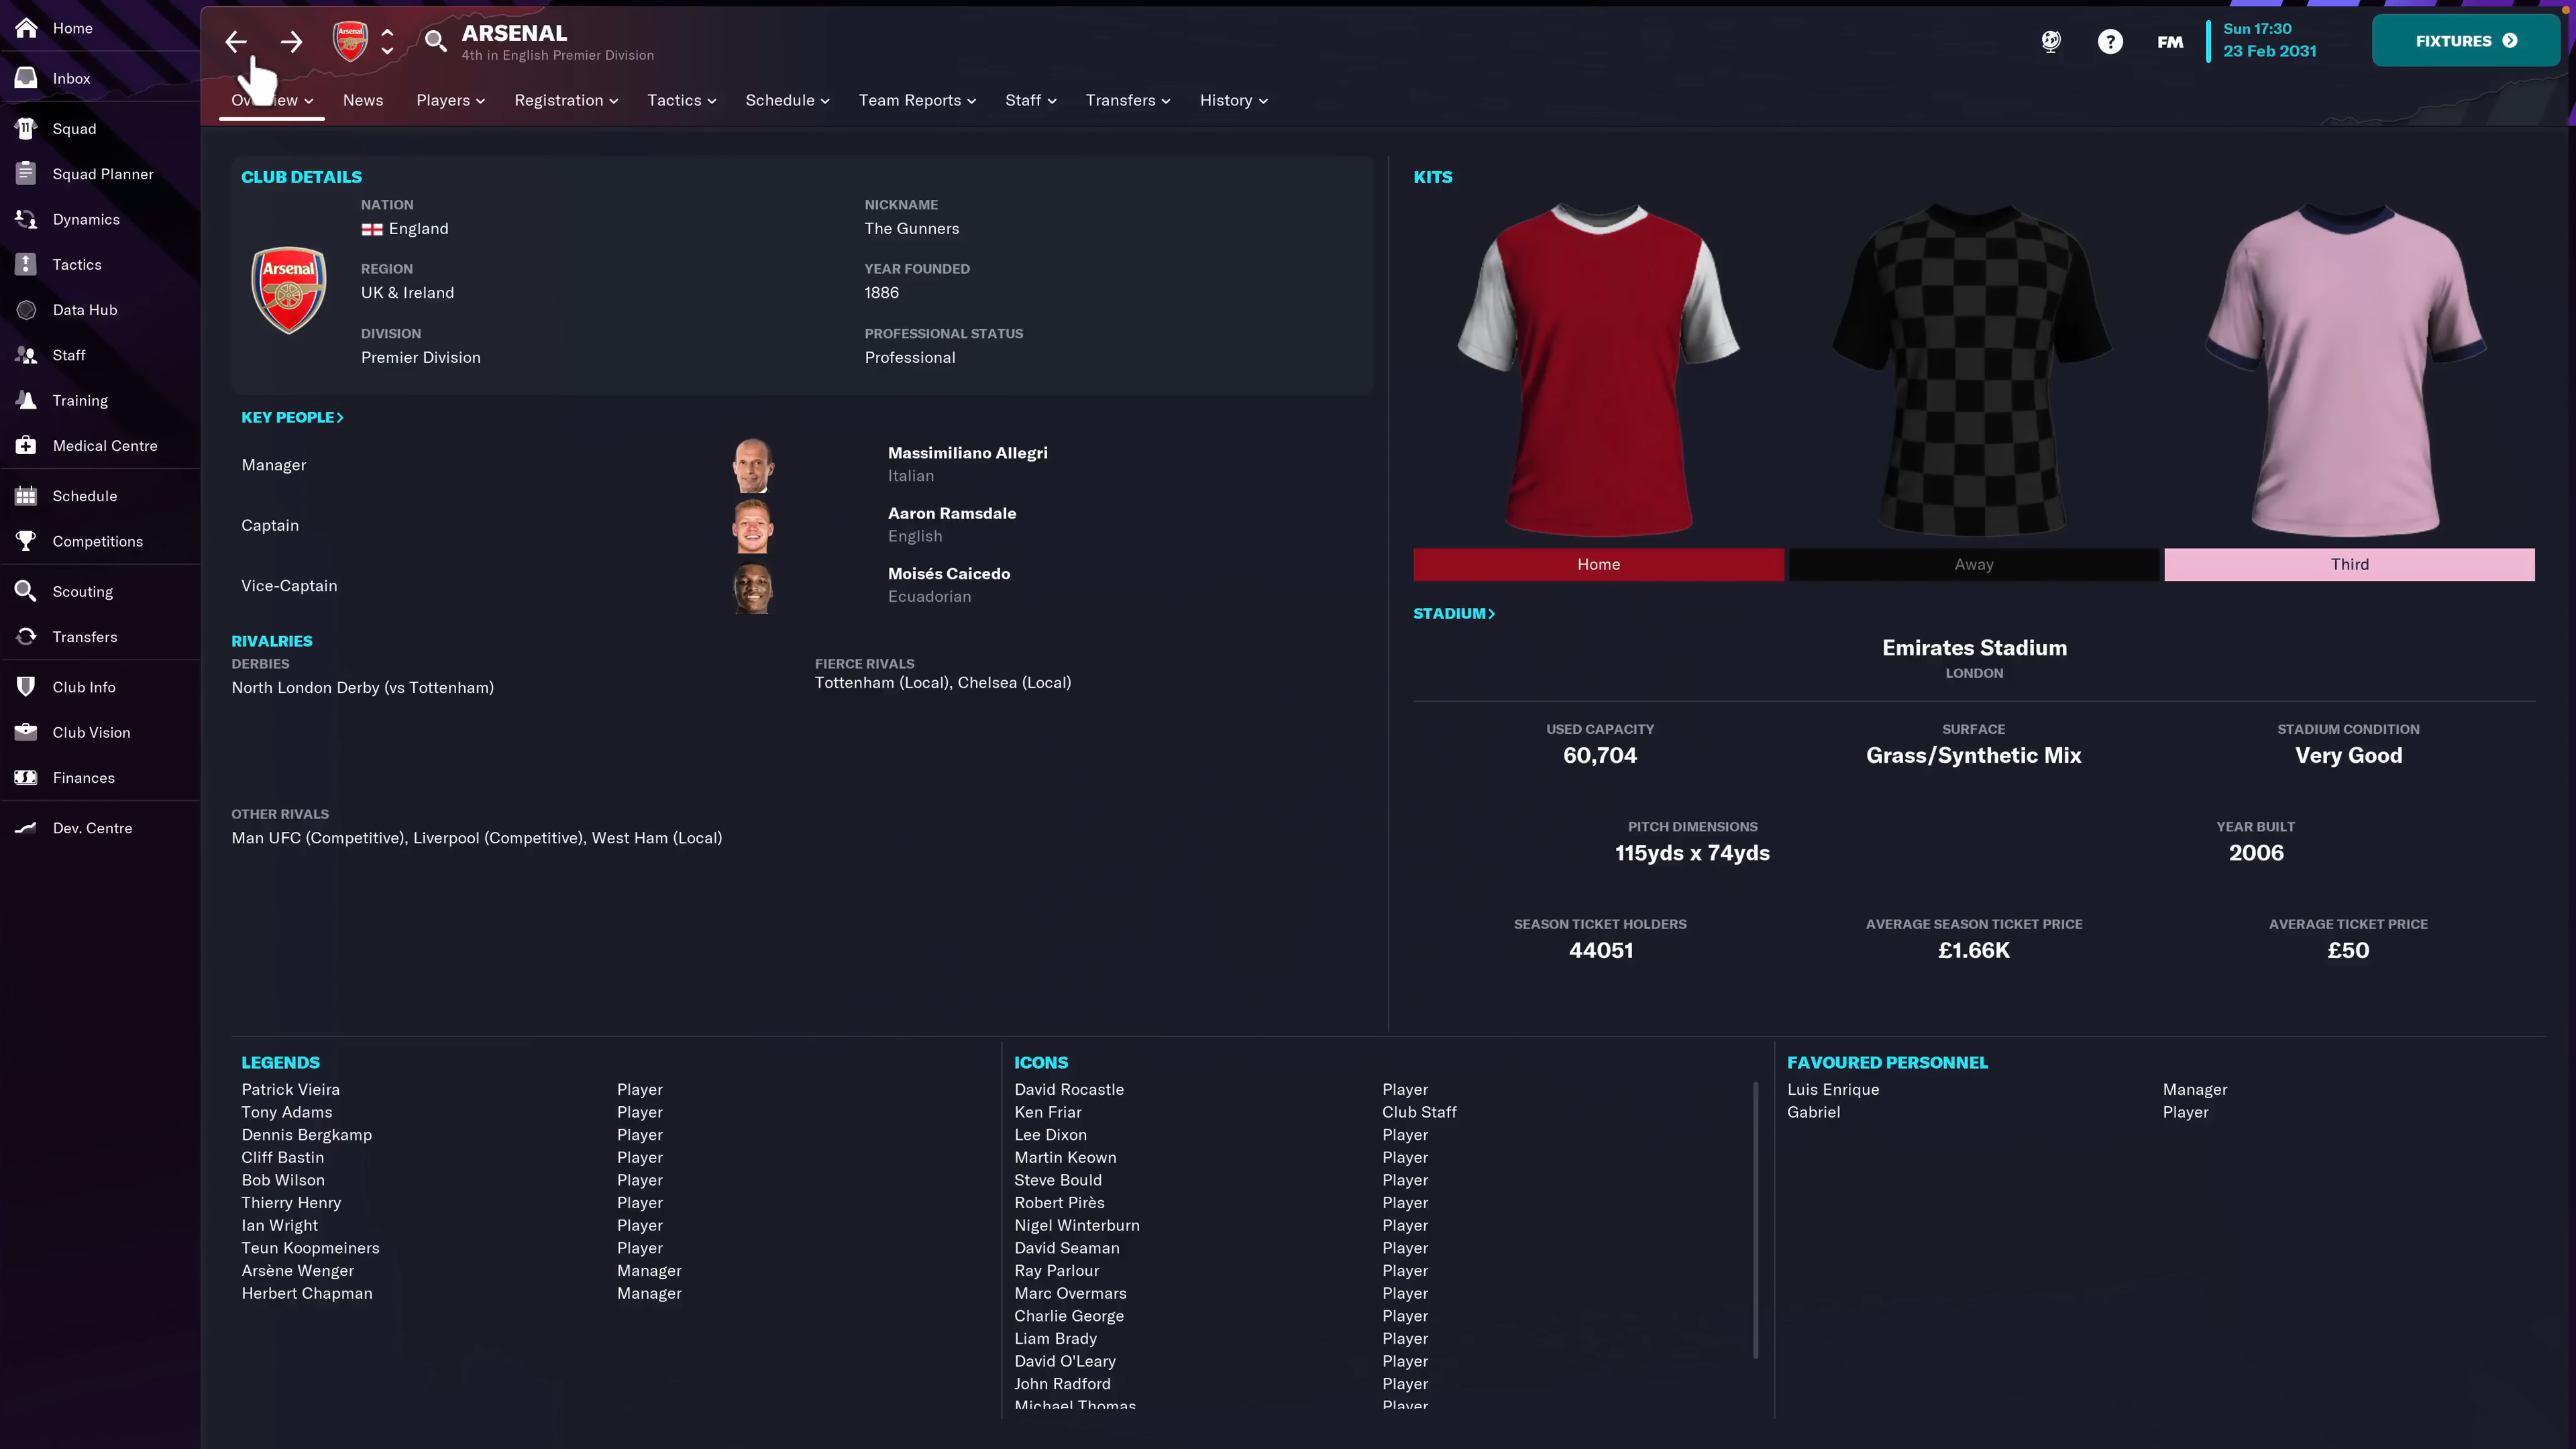 Home
Inbox
Squad
Squad Planner
Dynamics
Tactics
Data Hub
Staff
Training
Medical Centre
Schedule
Competitions
Scouting
Transfers
Club Info
Club Vision
Finances
Dev. Centre
Arsenal
ARSENAL
4th in English Premier Division
?
FM
Sun 17:30
23 Feb 2031
FIXTURES
News Players Registration Tactics Schedule Team Reports Staff Transfers History
CLUB DETAILS
Arsenal
NATION
England
NICKNAME
The Gunners
REGION
UK & Ireland
YEAR FOUNDED
1886
DIVISION
Premier Division
PROFESSIONAL STATUS
Professional
KEY PEOPLE
Manager
Massimiliano Allegri
Italian
Captain
Aaron Ramsdale
English
Vice-Captain
Moisés Caicedo
Ecuadorian
RIVALRIES
DERBIES
North London Derby (vs Tottenham)
FIERCE RIVALS
Tottenham (Local), Chelsea (Local)
OTHER RIVALS
Man UFC (Competitive), Liverpool (Competitive), West Ham (Local)
KITS
Home
Away
Third
STADIUM
Emirates Stadium
LONDON
USED CAPACITY
60,704
SURFACE
Grass/Synthetic Mix
STADIUM CONDITION
Very Good
PITCH DIMENSIONS
115yds x 74yds
YEAR BUILT
2006
SEASON TICKET HOLDERS
44051
AVERAGE SEASON TICKET PRICE
£1.66K
AVERAGE TICKET PRICE
£50
LEGENDS
Patrick Vieira Player
Tony Adams Player
Dennis Bergkamp Player
Cliff Bastin Player
Bob Wilson Player
Thierry Henry Player
Ian Wright Player
Teun Koopmeiners Player
Arsène Wenger Manager
Herbert Chapman Manager
ICONS
David Rocastle Player
Ken Friar Club Staff
Lee Dixon Player
Martin Keown Player
Steve Bould Player
Robert Pirès Player
Nigel Winterburn Player
David Seaman Player
Ray Parlour Player
Marc Overmars Player
Charlie George Player
Liam Brady Player
David O'Leary Player
John Radford Player
Michael Thomas Player
FAVOURED PERSONNEL
Luis Enrique Manager
Gabriel Player